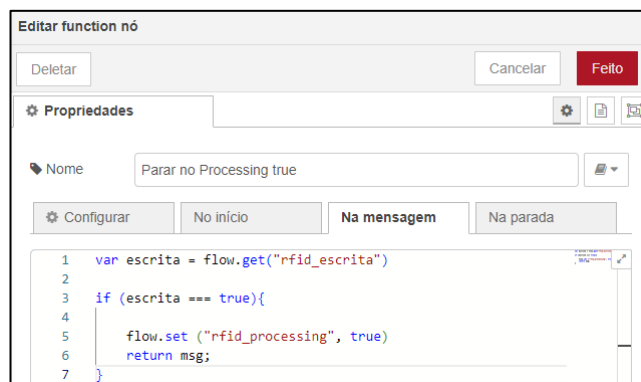 Editar function nó
Deletar
Cancelar
Feito
Propriedades
Nome
Parar no Processing true
Configurar
No início
Na mensagem
Na parada
1 var escrita = flow.get("rfid_escrita")
2
3 if (escrita === true){
4
5 flow.set ("rfid_processing", true)
6 return msg;
7 }